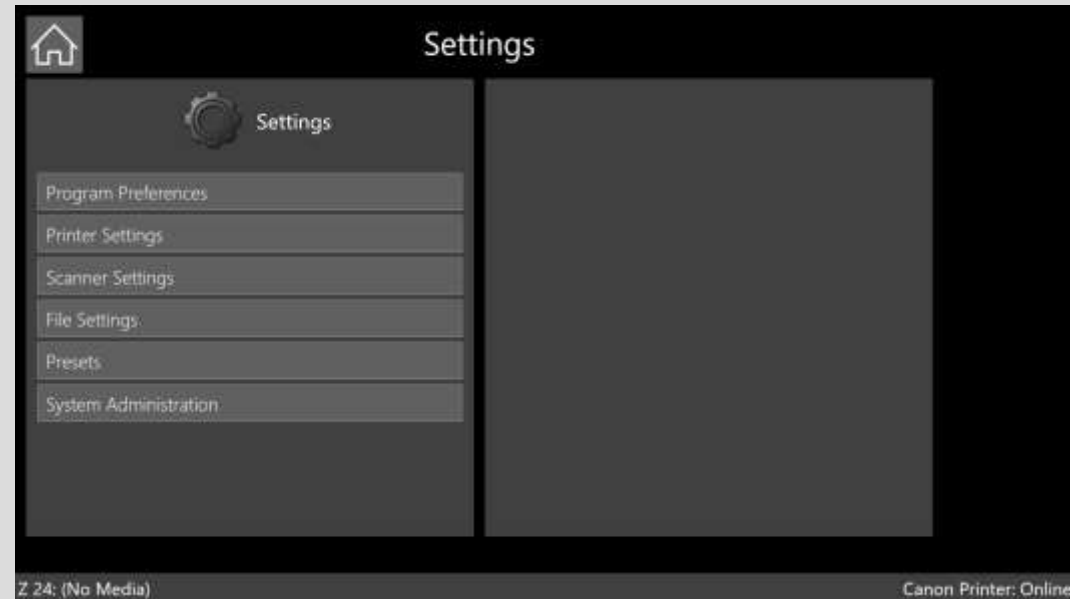 Settings
Settings
Program Preferences
Printer Settings
Scanner Settings
File Settings
Presets
System Administration
Z 24: (No Media)
Canon Printer: Online